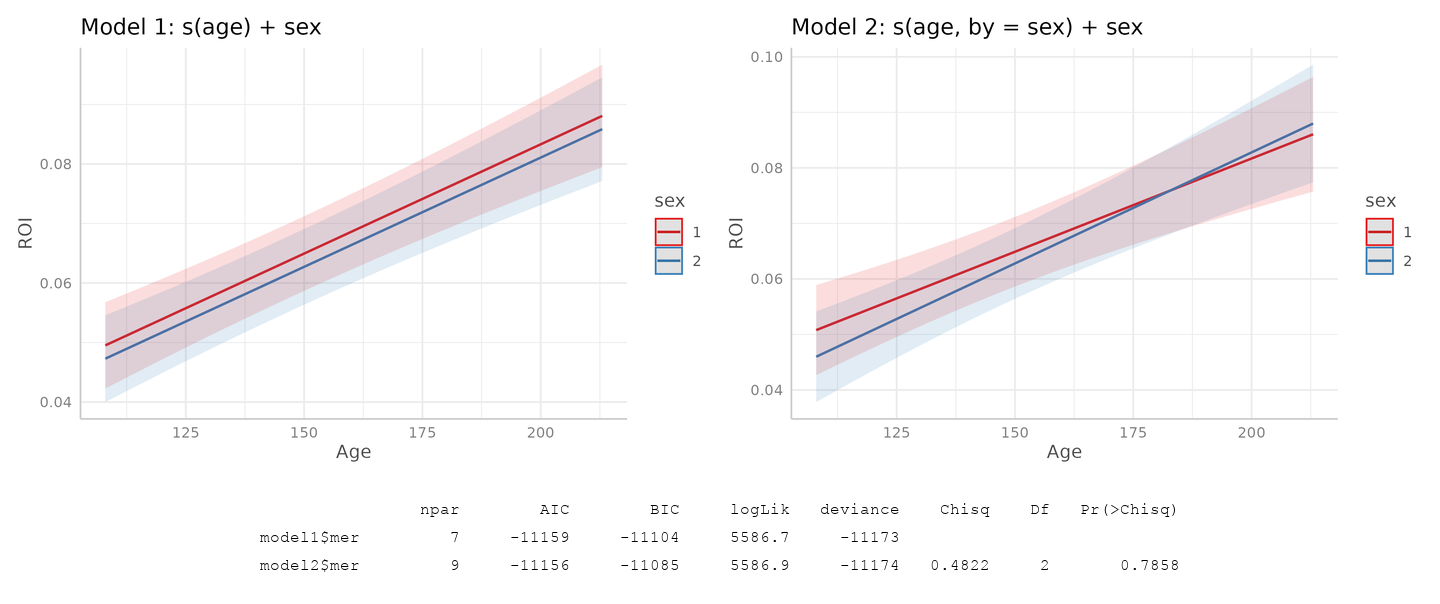 Model 1: s(age) + sex
0.08
0.06
0.04
ROI
125 150 175 200
Age
sex
1
2
Model 2: s(age, by = sex) + sex
0.10
0.08
0.06
0.04
ROI
125 150 175 200
Age
sex
1
2
npar AIC BIC logLik deviance Chisq Df Pr(>Chisq)
model1$mer 7 -11159 -11104 5586.7 -11173
model2$mer 9 -11156 -11085 5586.9 -11174 0.4822 2 0.7858